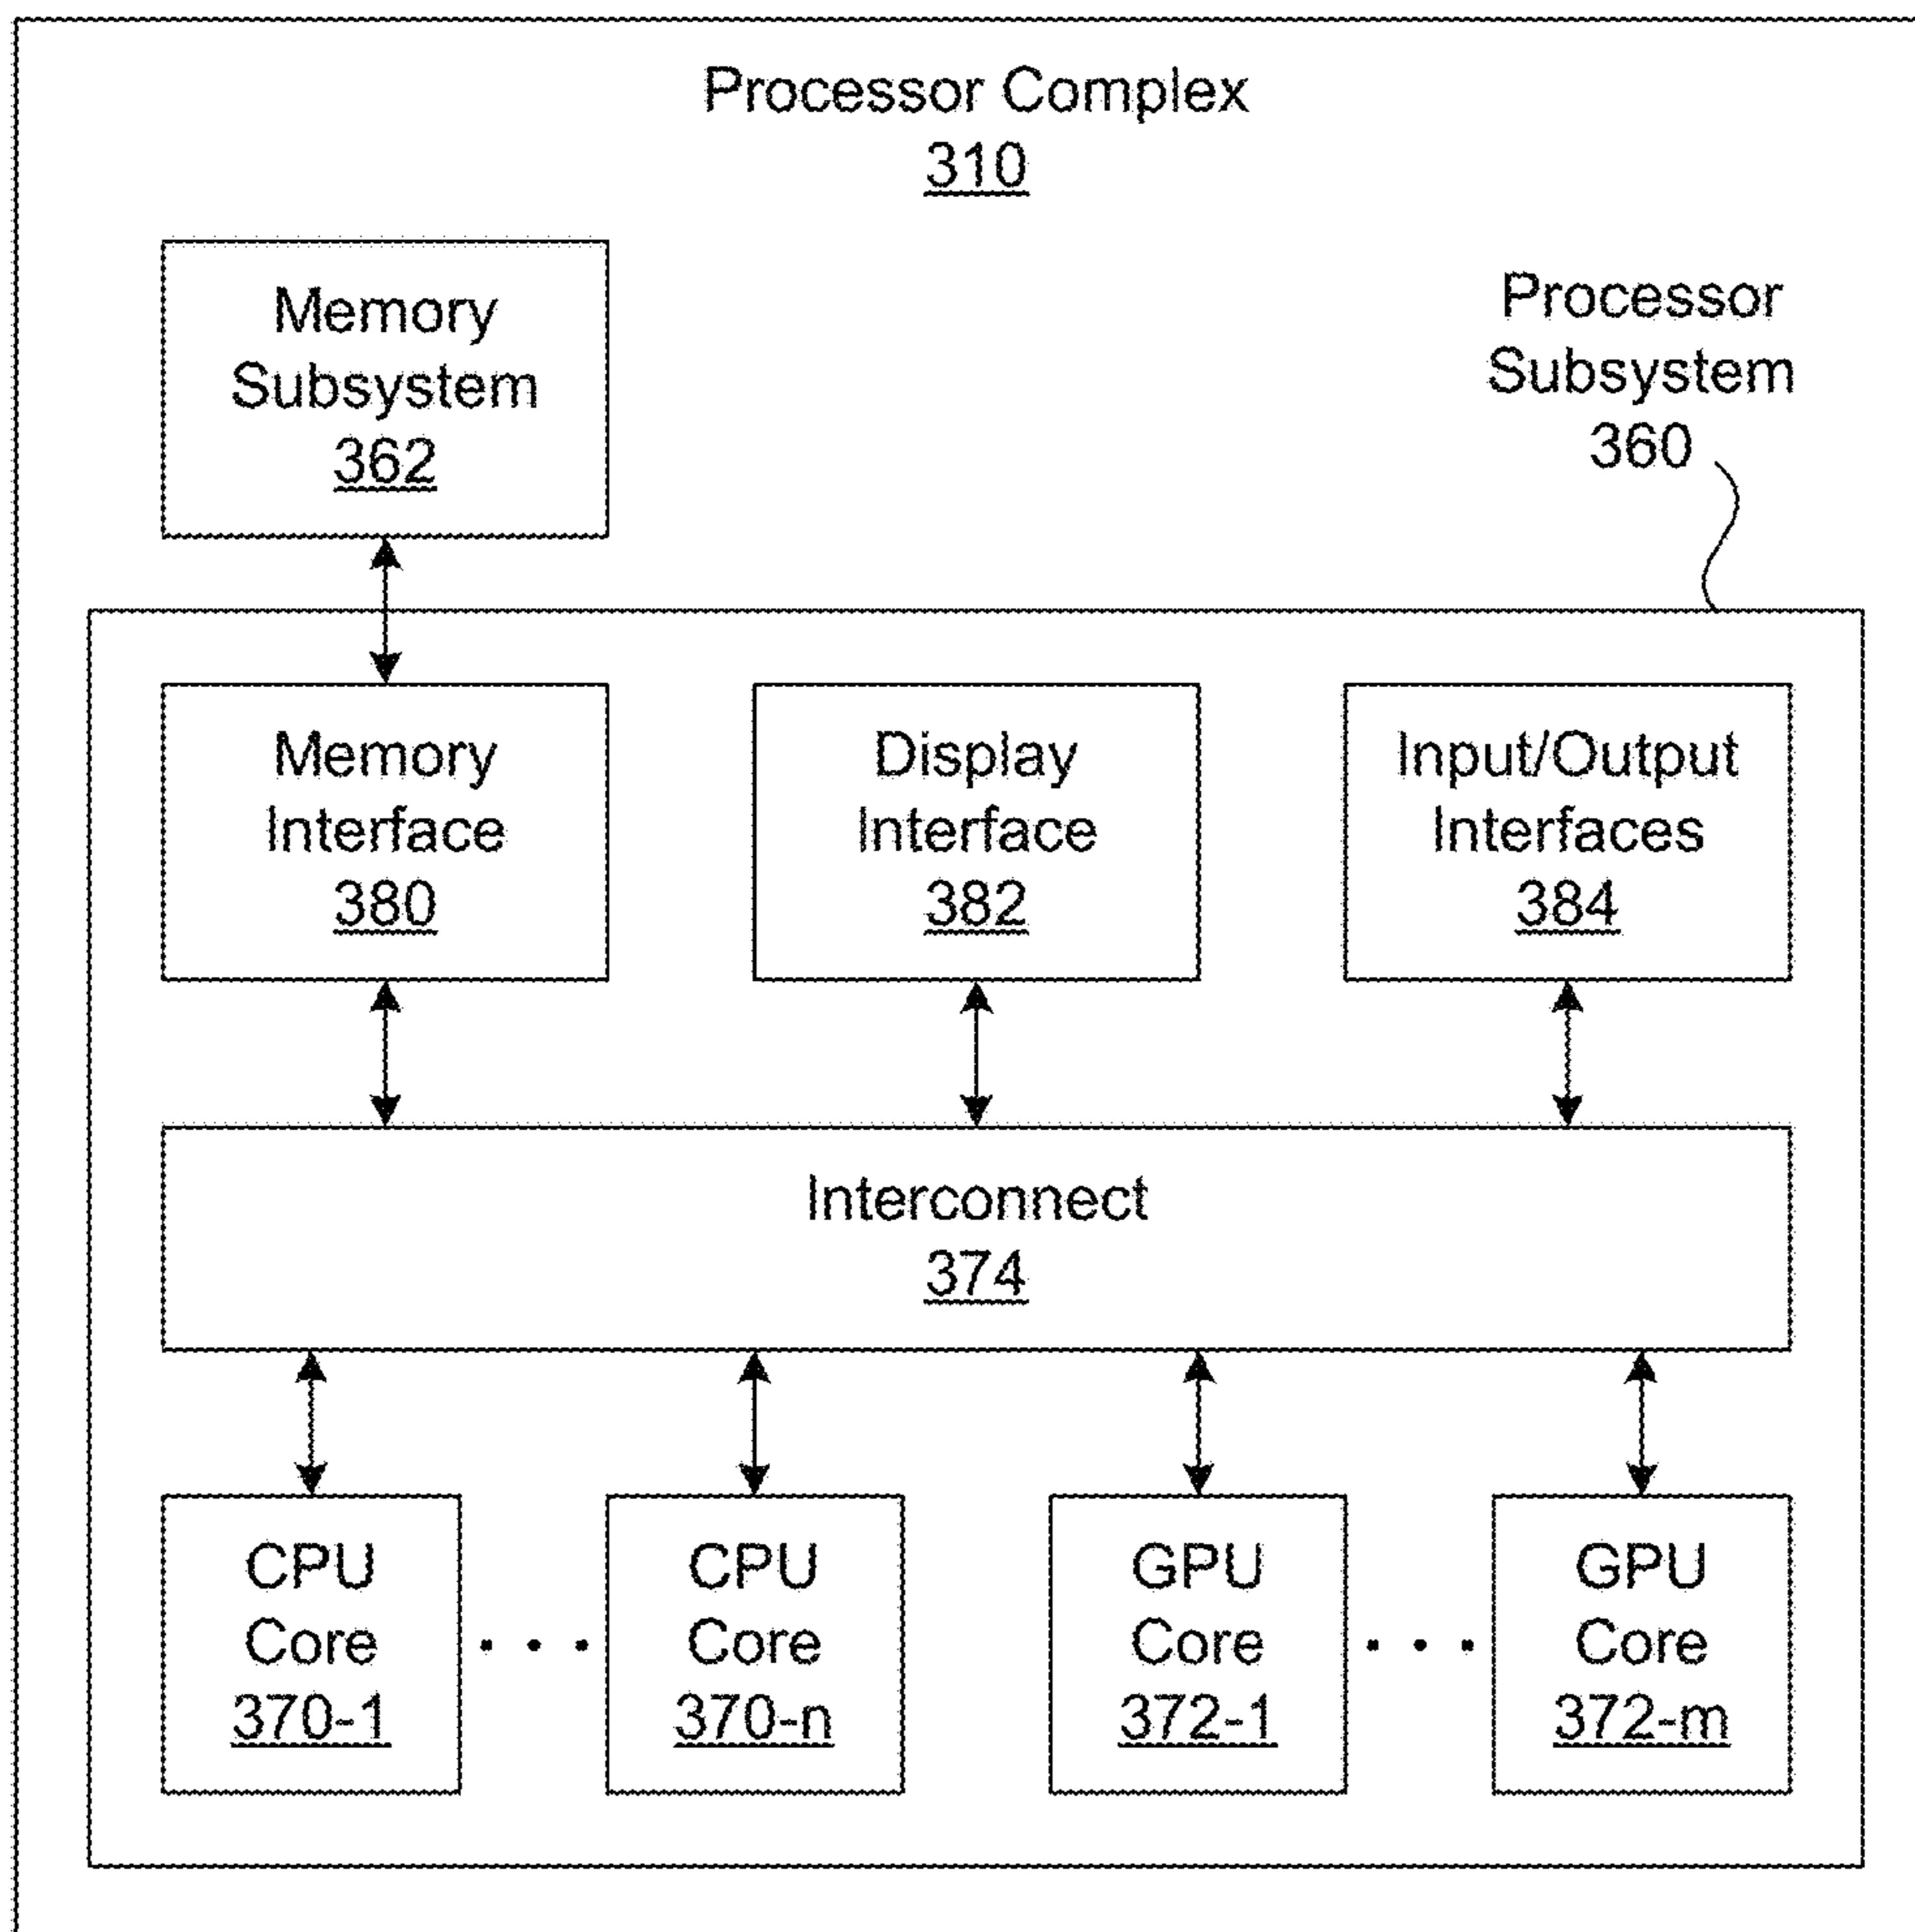 Processor Complex
310
Memory
Subsystem
362
Processor
Subsystem
360
Memory
Interface
380
Display
Interface
382
Input/Output
Interfaces
384
Interconnect
374
CPU
Core
370-1
CPU
Core
370-n
GPU
Core
372-1
GPU
Core
372-m